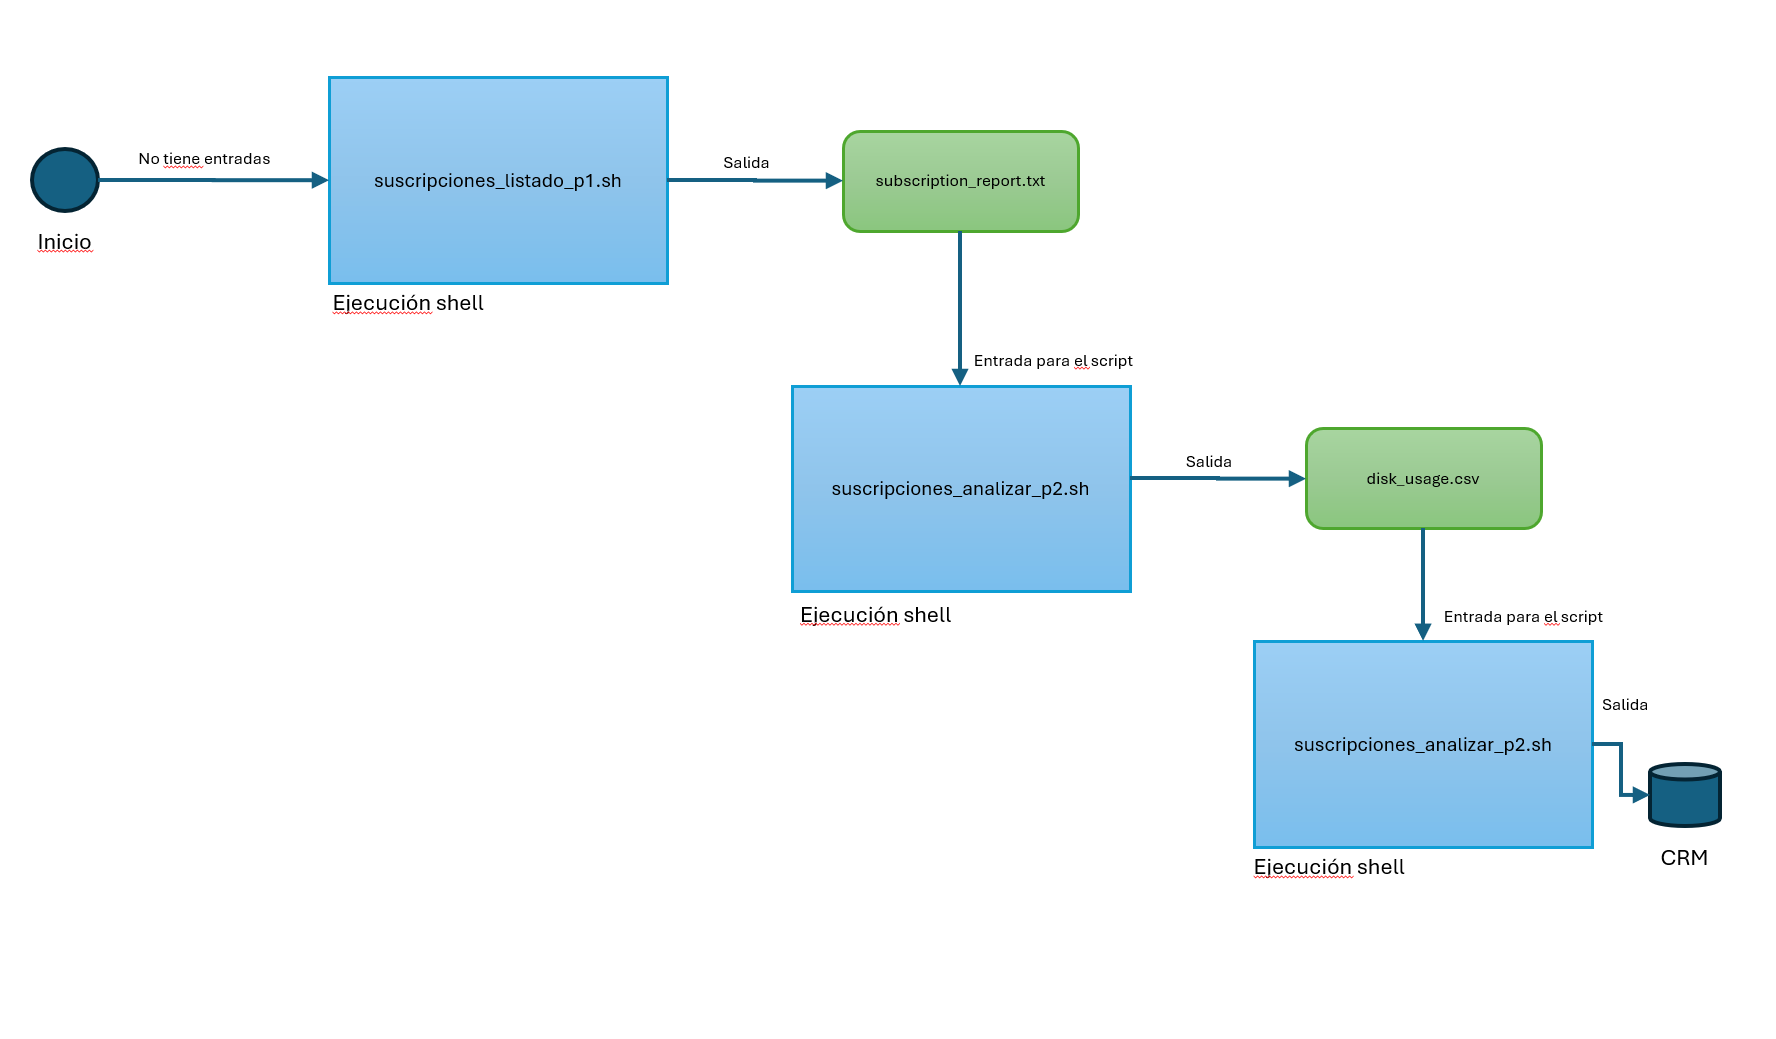 No tiene entradas
Inicio
suscripciones_listado_p1.sh
Ejecución shell
Salida
subscription_report.txt
Entrada para el script
suscripciones_analizar_p2.sh
Ejecución shell
Salida
disk_usage.csv
Entrada para el script
suscripciones_analizar_p2.sh
Ejecución shell
Salida
CRM